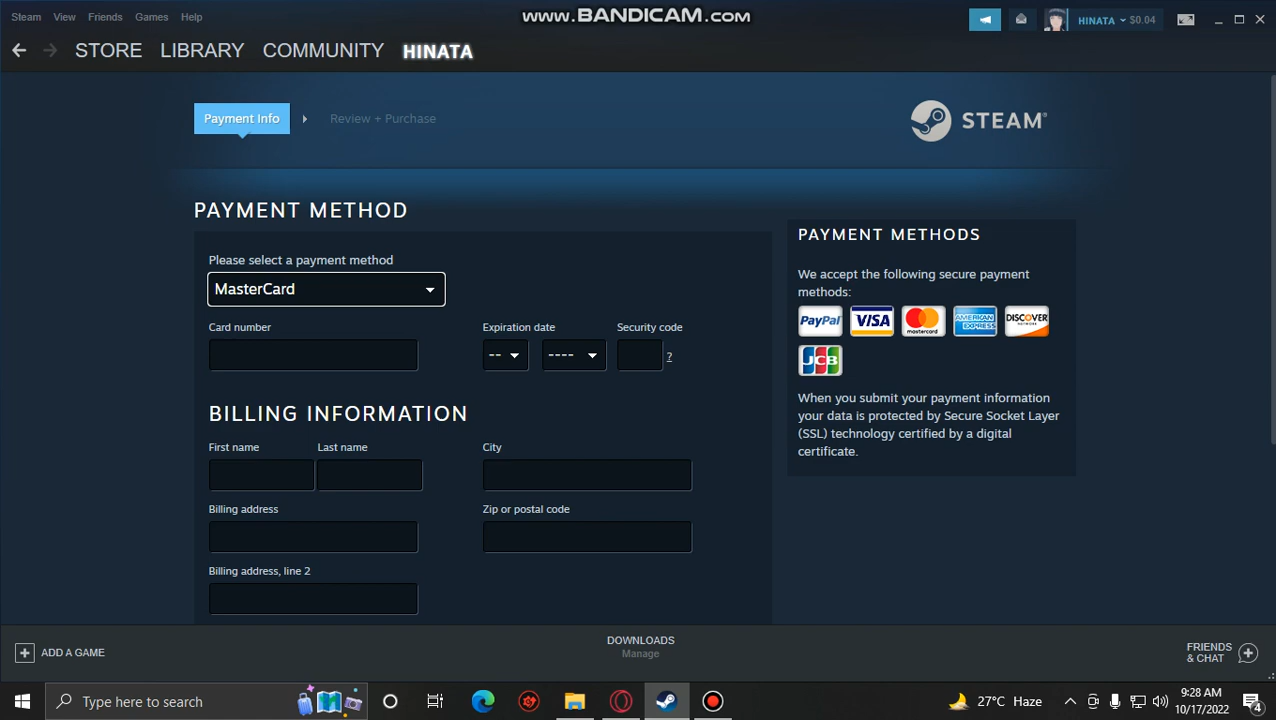 www.BANDICAM.com
Steam View Friends Games Help
HINATA $0.04
STORE LIBRARY COMMUNITY HINATA
Payment Info Review + Purchase
STEAM®
PAYMENT METHOD
Please select a payment method
MasterCard
Card number Expiration date Security code
-- ---- ?
BILLING INFORMATION
First name Last name City
Billing address Zip or postal code
Billing address, line 2
PAYMENT METHODS
We accept the following secure payment
methods:
PayPal VISA mastercard AMERICAN EXPRESS DISCOVER NETWORK
JCB
When you submit your payment information
your data is protected by Secure Socket Layer
(SSL) technology certified by a digital
certificate.
ADD A GAME
DOWNLOADS
Manage
FRIENDS
& CHAT
Type here to search
27°C Haze
9:28 AM
10/17/2022
4